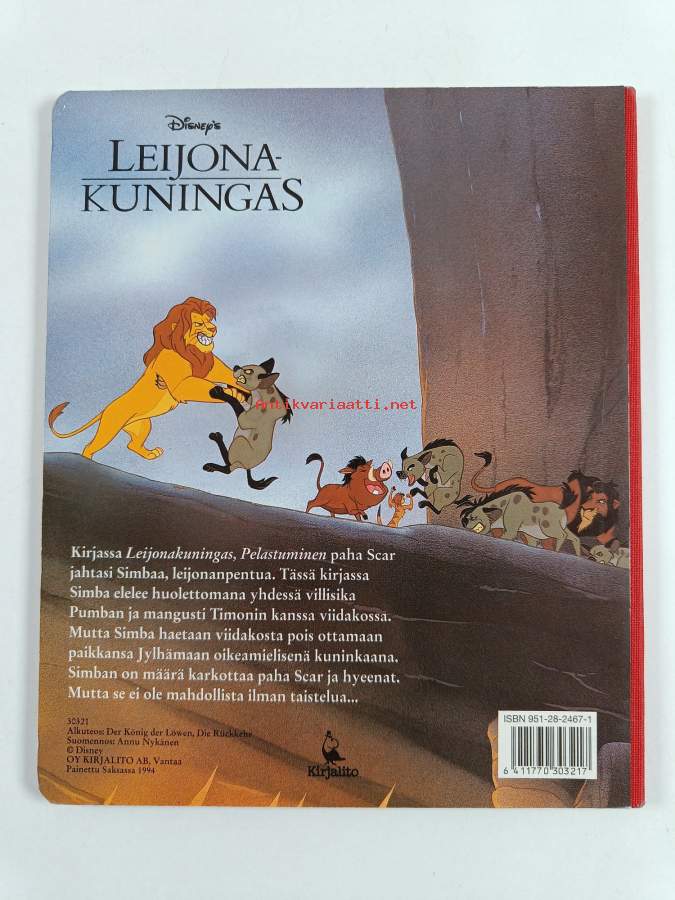 Disney's
LEIJONA-
KUNINGAS
Antikvariaatti.net
Kirjassa Leijonakuningas, Pelastuminen paha Scar
jahtasi Simbaa, leijonanpentua. Tässä kirjassa
Simba elelee huolettomana yhdessä villisika
Pumban ja mangusti Timonin kanssa viidakossa.
Mutta Simba haetaan viidakosta pois ottamaan
paikkansa Jylhämaan oikeamielisenä kuninkaana.
Simban on määrä karkottaa paha Scar ja hyeenat.
Mutta se ei ole mahdollista ilman taistelua...
30321
Alkuteos: Der König der Löwen, Die Rückkehr
Suomennos: Annu Nykänen
© Disney
OY KIRJALITO AB, Vantaa
Painettu Saksassa 1994
Kirjalito
ISBN 951-28-2467-1
6 411770 303217